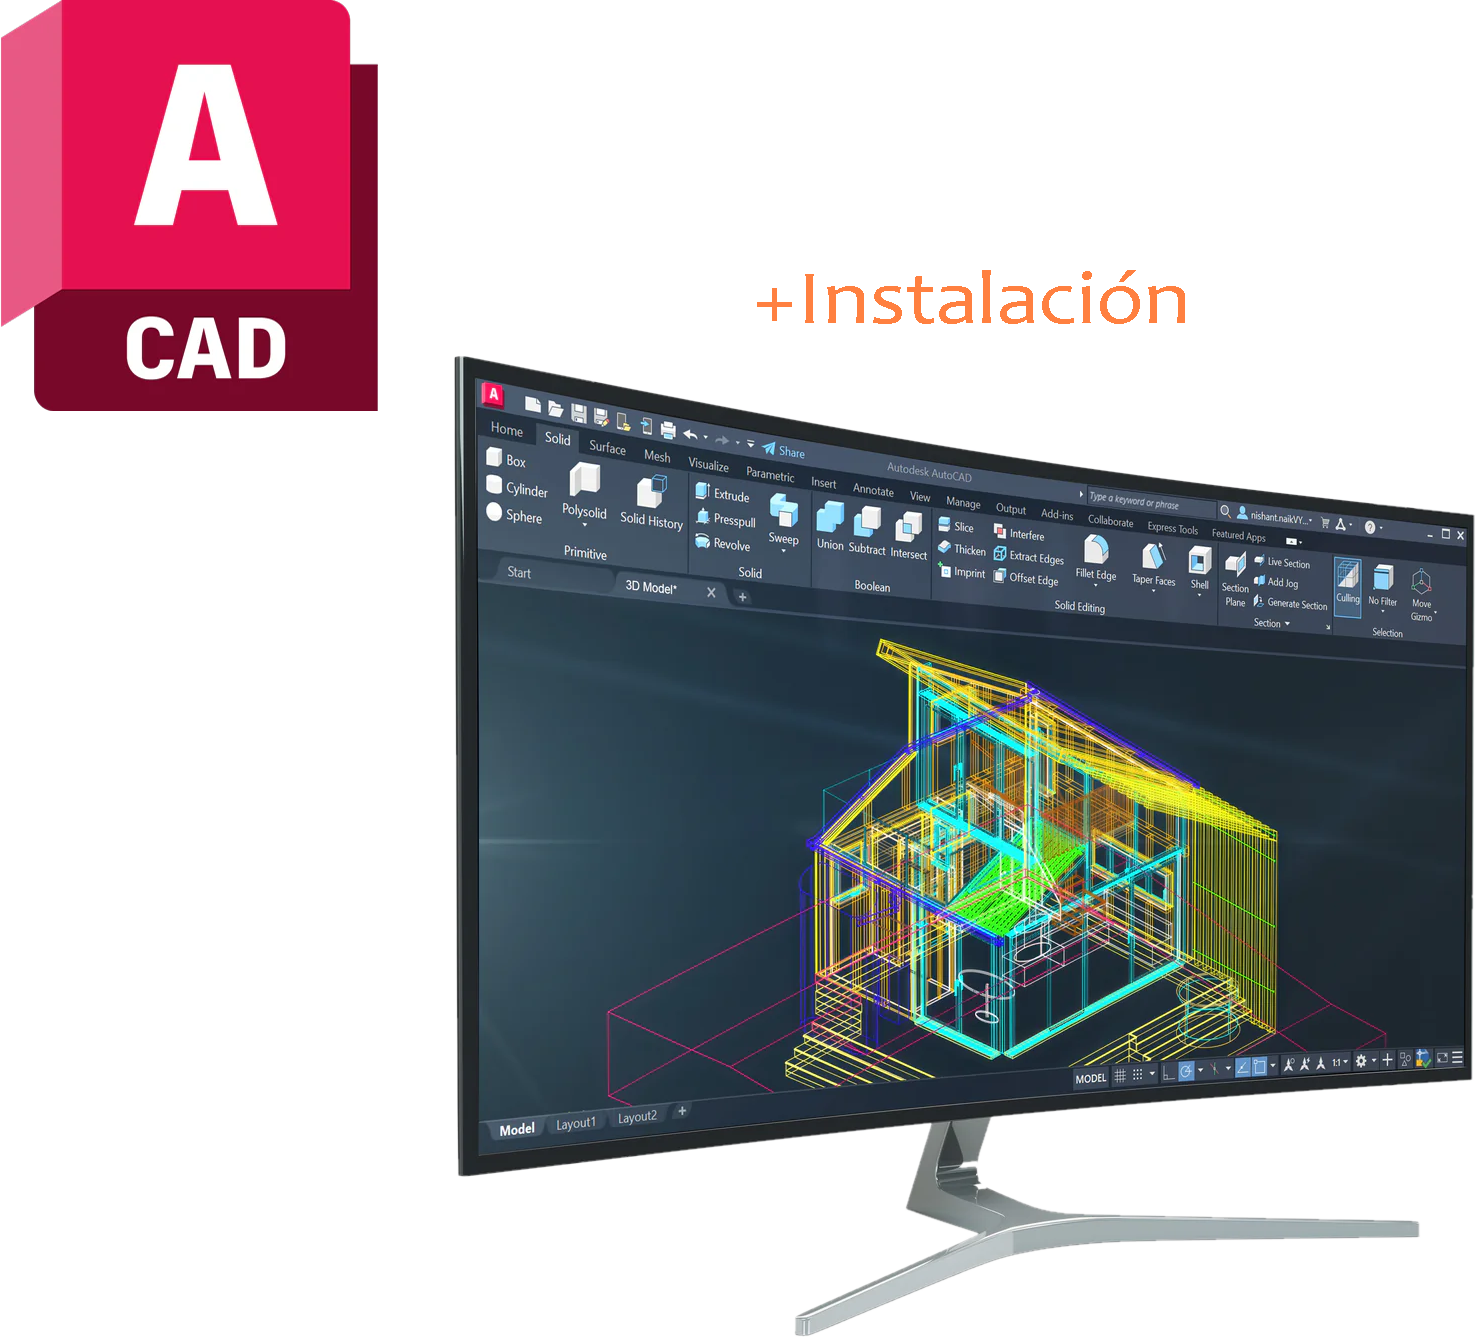 A
CAD
+Instalación
A
Share
Autodesk AutoCAD
Type a keyword or phrase
nishant.naikVY...
Home Solid Surface Mesh Visualize Parametric Insert Annotate View Manage Output Add-ins Collaborate Express Tools Featured Apps
Box
Cylinder
Sphere
Polysolid
Solid History
Primitive
Extrude
Presspull
Revolve
Sweep
Solid
Union
Subtract
Intersect
Boolean
Slice
Thicken
Imprint
Interfere
Extract Edges
Offset Edge
Fillet Edge
Taper Faces
Shell
Solid Editing
Section
Plane
Live Section
Add Jog
Generate Section
Section
Culling
No Filter
Move
Gizmo
Selection
Start
3D Model*
MODEL
1:1
Model Layout1 Layout2